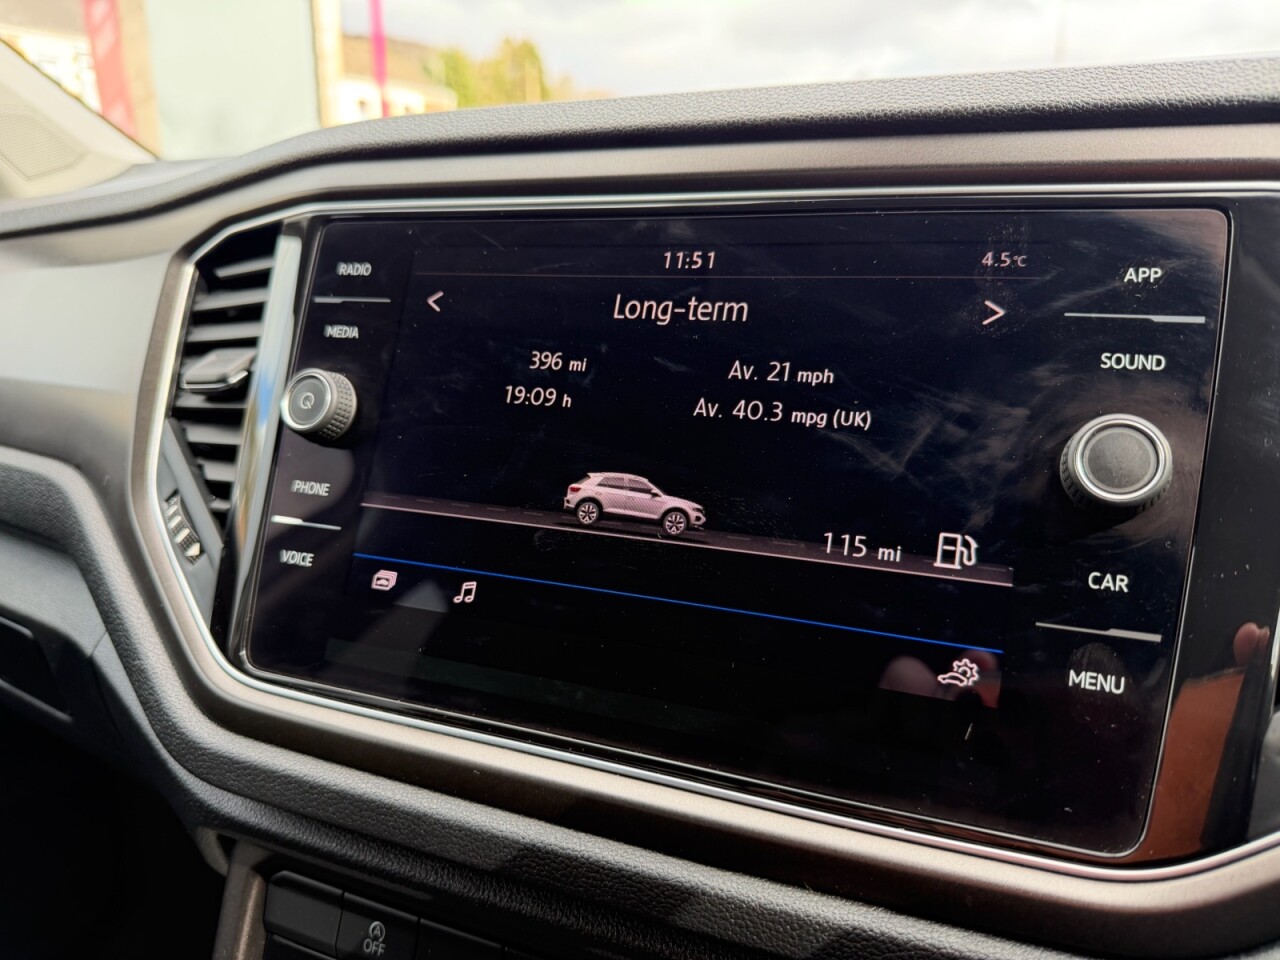 11:51
4.5°C
Long-term
396 mi
Av. 21 mph
19:09 h
Av. 40.3 mpg (UK)
115 mi
RADIO
MEDIA
PHONE
VOICE
APP
SOUND
CAR
MENU
A
OFF